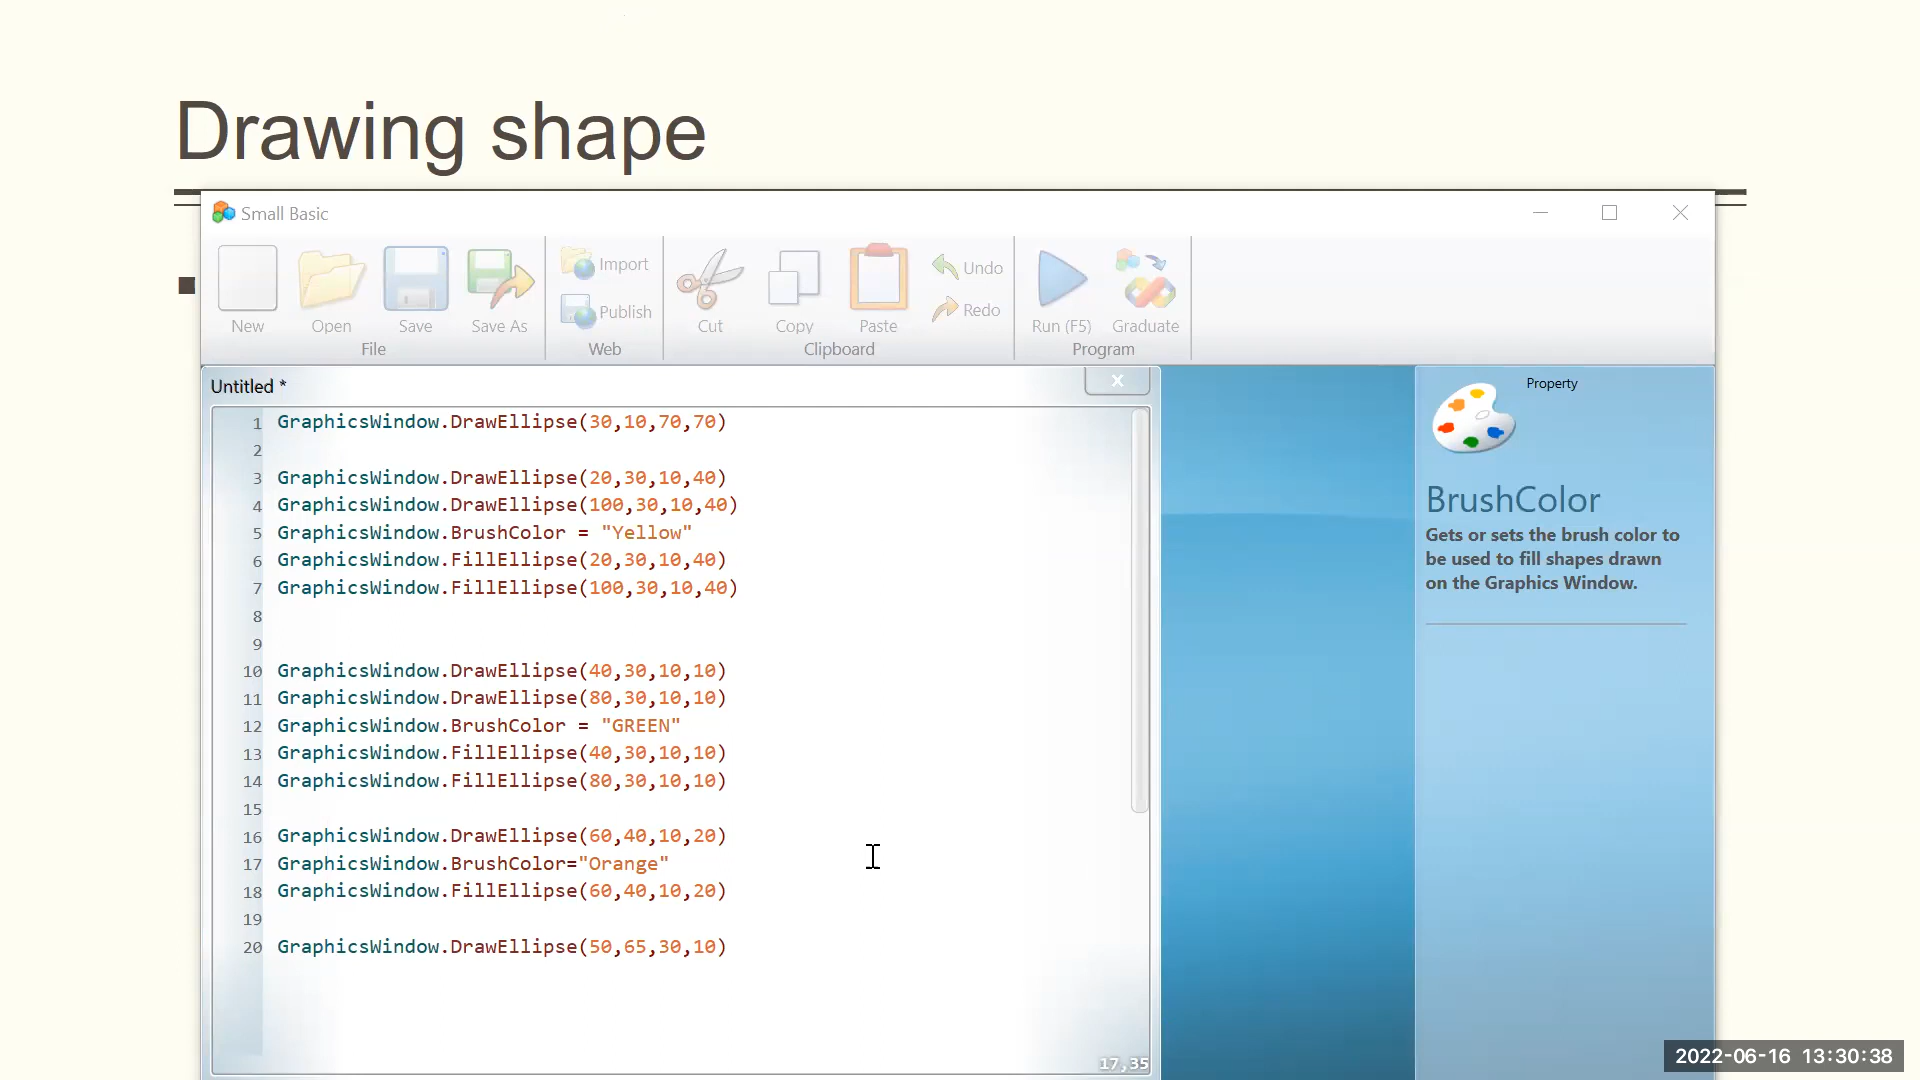 Drawing shape
Small Basic
New
Open
Save
Save As
File
Import
Publish
Web
Cut
Copy
Paste
Undo
Redo
Clipboard
Run (F5)
Graduate
Program
Untitled *
x
1 GraphicsWindow.DrawEllipse(30,10,70,70)
2
3 GraphicsWindow.DrawEllipse(20,30,10,40)
4 GraphicsWindow.DrawEllipse(100,30,10,40)
5 GraphicsWindow.BrushColor = "Yellow"
6 GraphicsWindow.FillEllipse(20,30,10,40)
7 GraphicsWindow.FillEllipse(100,30,10,40)
8
9
10 GraphicsWindow.DrawEllipse(40,30,10,10)
11 GraphicsWindow.DrawEllipse(80,30,10,10)
12 GraphicsWindow.BrushColor = "GREEN"
13 GraphicsWindow.FillEllipse(40,30,10,10)
14 GraphicsWindow.FillEllipse(80,30,10,10)
15
16 GraphicsWindow.DrawEllipse(60,40,10,20)
17 GraphicsWindow.BrushColor="Orange"
18 GraphicsWindow.FillEllipse(60,40,10,20)
19
20 GraphicsWindow.DrawEllipse(50,65,30,10)
17,35
Property
BrushColor
Gets or sets the brush color to
be used to fill shapes drawn
on the Graphics Window.
2022-06-16 13:30:38